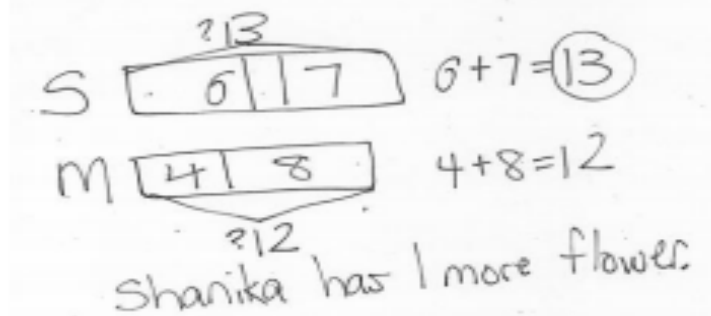 ?13
S 6 7 6+7=13
M 4 8 4+8=12
?12
Shanika has 1 more flower.